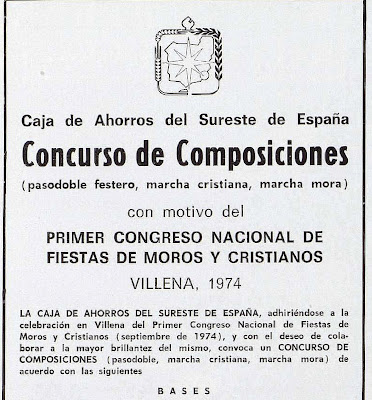 Caja de Ahorros del Sureste de España
Concurso de Composiciones
(pasodoble festero, marcha cristiana, marcha mora)
con motivo del
PRIMER CONGRESO NACIONAL DE
FIESTAS DE MOROS Y CRISTIANOS
VILLENA, 1974
LA CAJA DE AHORROS DEL SURESTE DE ESPAÑA, adhiriéndose a la
celebración en Villena del Primer Congreso Nacional de Fiestas de
Moros y Cristianos (septiembre de 1974), y con el deseo de cola-
borar a la mayor brillantez del mismo, convoca un CONCURSO DE
COMPOSICIONES (pasodoble, marcha cristiana, marcha mora) de
acuerdo con las siguientes
BASES